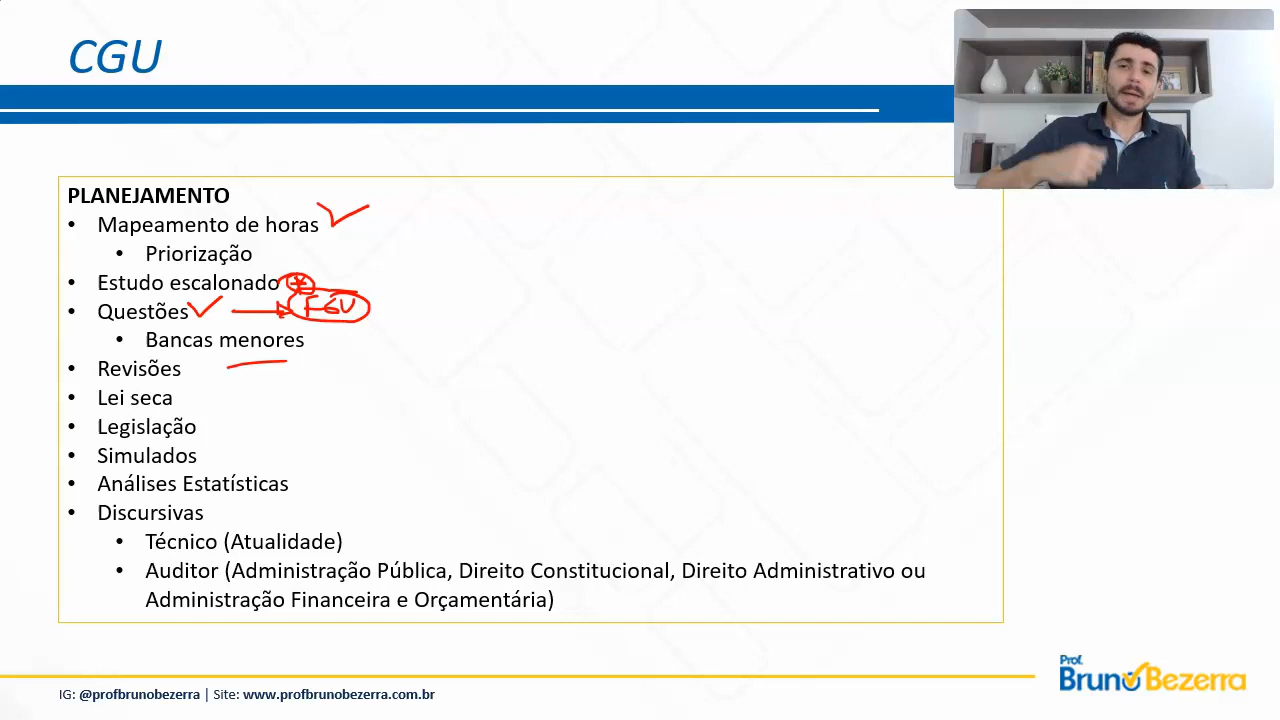 CGU
PLANEJAMENTO
• Mapeamento de horas
• Priorização
• Estudo escalonado
• Questões FGV
• Bancas menores
• Revisões
• Lei seca
• Legislação
• Simulados
• Análises Estatísticas
• Discursivas
• Técnico (Atualidade)
• Auditor (Administração Pública, Direito Constitucional, Direito Administrativo ou
Administração Financeira e Orçamentária)
IG: @profbrunobezerra | Site: www.profbrunobezerra.com.br
Prof.
Bruno Bezerra